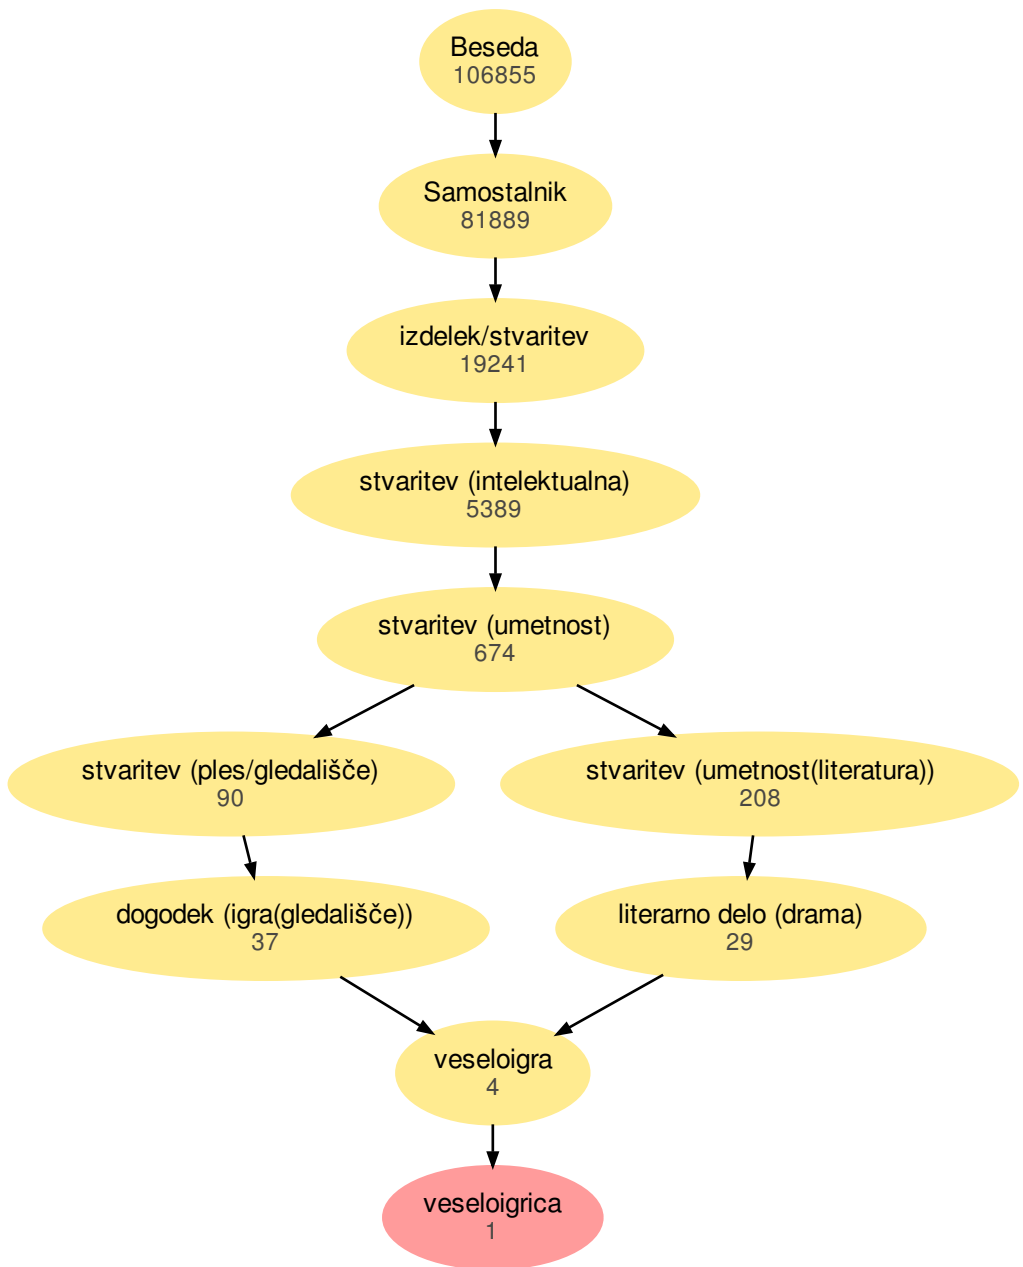 Beseda
106855
Samostalnik
81889
izdelek/stvaritev
19241
stvaritev (intelektualna)
5389
stvaritev (umetnost)
674
stvaritev (ples/gledališče)
90
stvaritev (umetnost(literatura))
208
dogodek (igra(gledališče))
37
literarno delo (drama)
29
veseloigra
4
veseloigrica
1